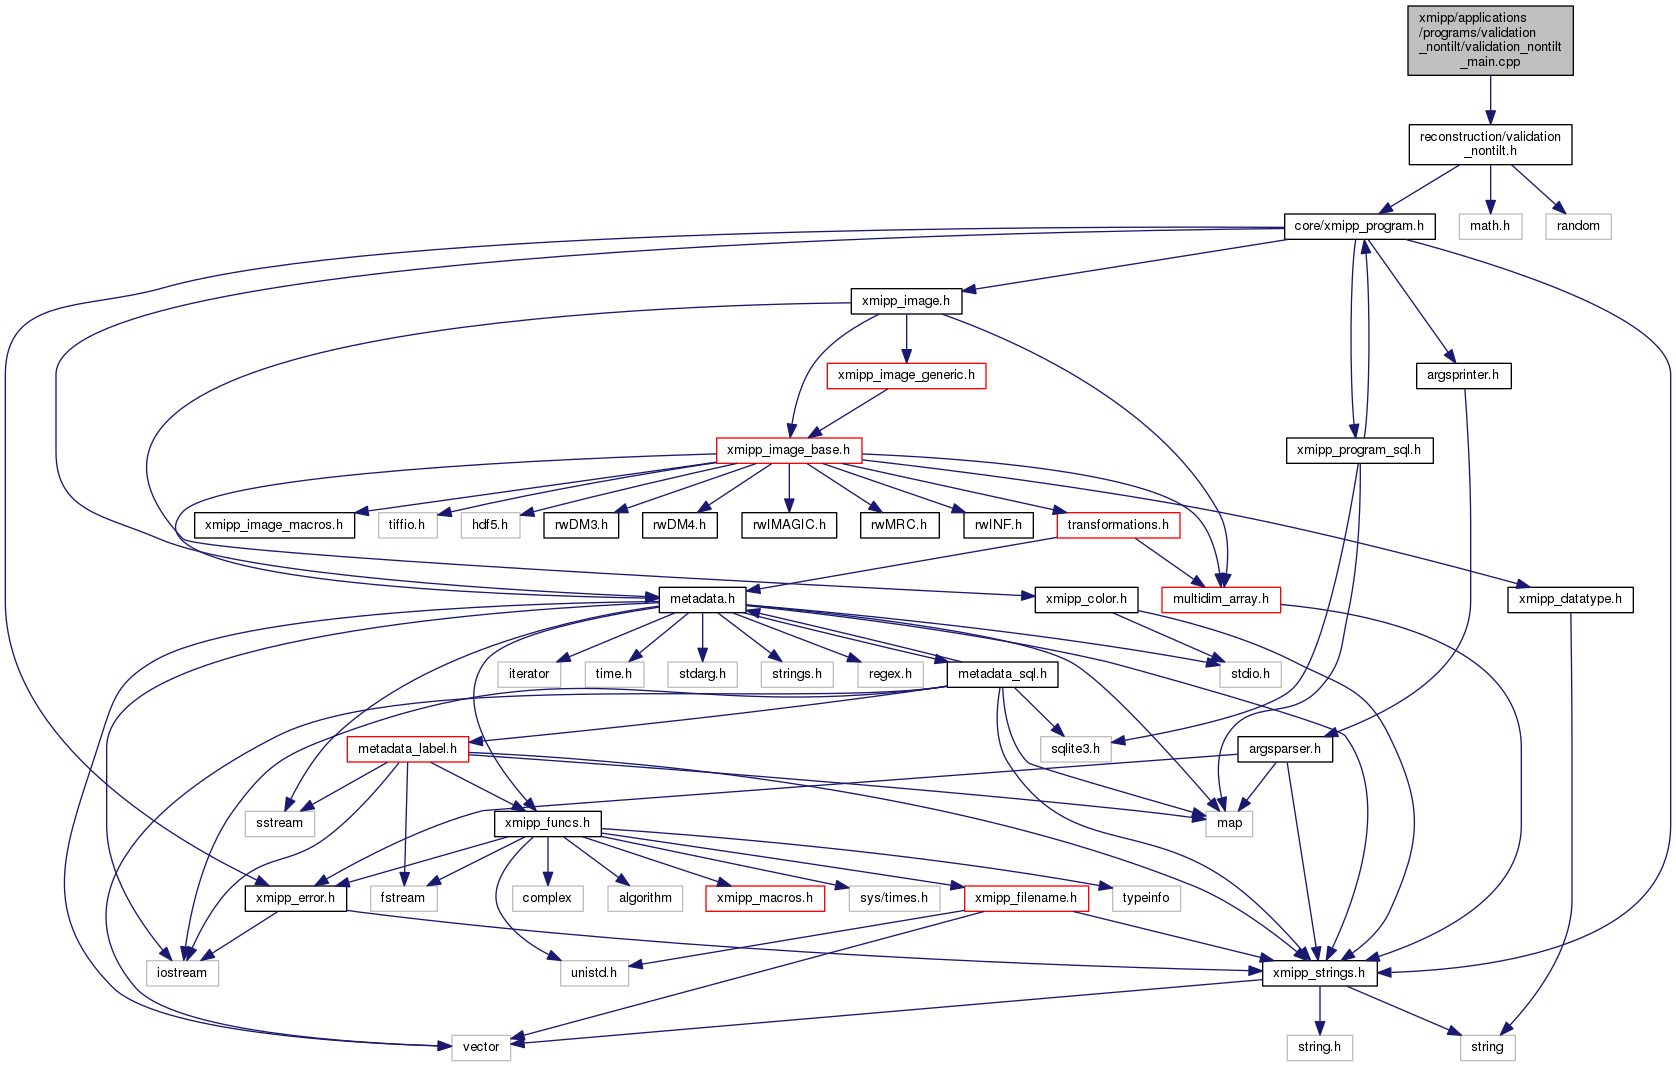 xmipp/applications
/programs/validation
_nontilt/validation_nontilt
_main.cpp
reconstruction/validation
_nontilt.h
core/xmipp_program.h
math.h
random
xmipp_image.h
xmipp_image_generic.h
argsprinter.h
xmipp_image_base.h
xmipp_program_sql.h
xmipp_image_macros.h
tiffio.h
hdf5.h
rwDM3.h
rwDM4.h
rwIMAGIC.h
rwMRC.h
rwINF.h
transformations.h
metadata.h
xmipp_color.h
multidim_array.h
xmipp_datatype.h
iterator
time.h
stdarg.h
strings.h
regex.h
metadata_sql.h
stdio.h
metadata_label.h
sqlite3.h
argsparser.h
sstream
xmipp_funcs.h
map
xmipp_error.h
fstream
complex
algorithm
xmipp_macros.h
sys/times.h
xmipp_filename.h
typeinfo
iostream
unistd.h
xmipp_strings.h
vector
string.h
string